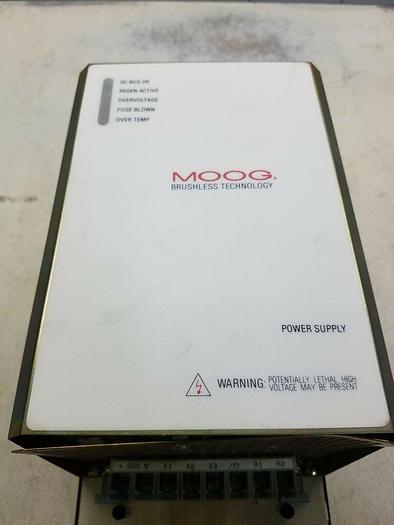 DC BUS OK
REGEN ACTIVE
OVERVOLTAGE
FUSE BLOWN
OVER TEMP
MOOG®
BRUSHLESS TECHNOLOGY
POWER SUPPLY
WARNING: POTENTIALLY LETHAL HIGH
VOLTAGE MAY BE PRESENT
+ 300 X1 X2 X3 R1 R2